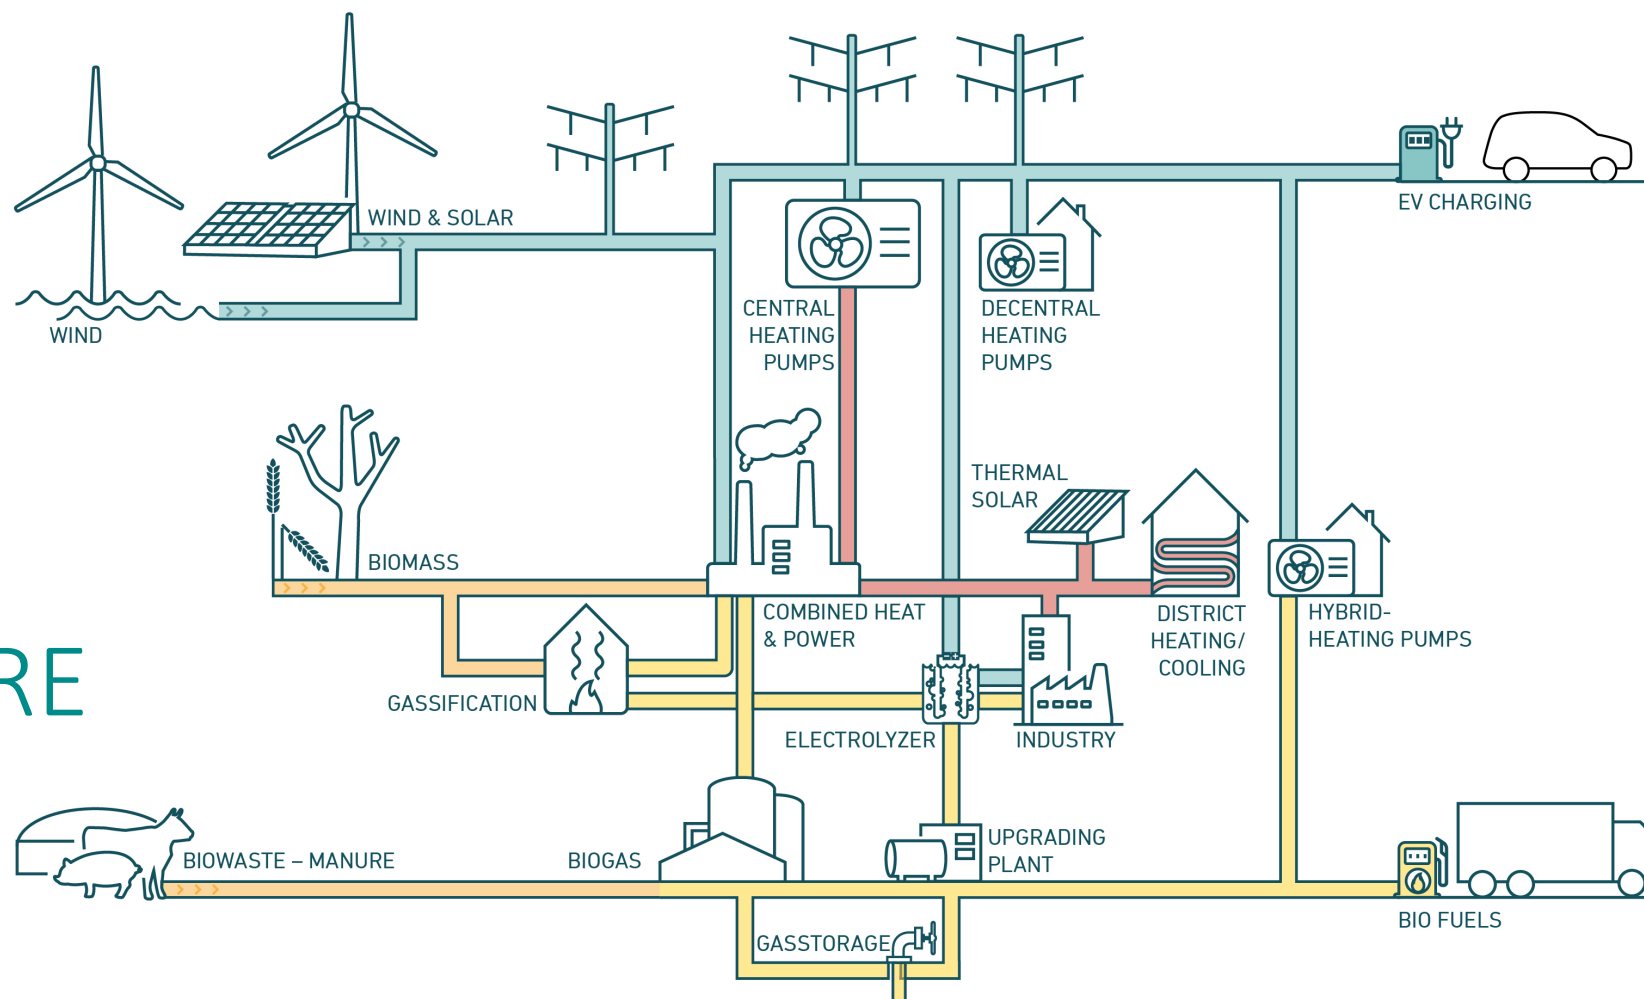 WIND & SOLAR
EV CHARGING
WIND
CENTRAL
HEATING
PUMPS
DECENTRAL
HEATING
PUMPS
THERMAL
SOLAR
BIOMASS
COMBINED HEAT
& POWER
DISTRICT
HEATING/
COOLING
HYBRID-
HEATING PUMPS
RE
GASSIFICATION
ELECTROLYZER
INDUSTRY
BIOWASTE – MANURE
BIOGAS
UPGRADING
PLANT
BIO FUELS
GASSTORAGE